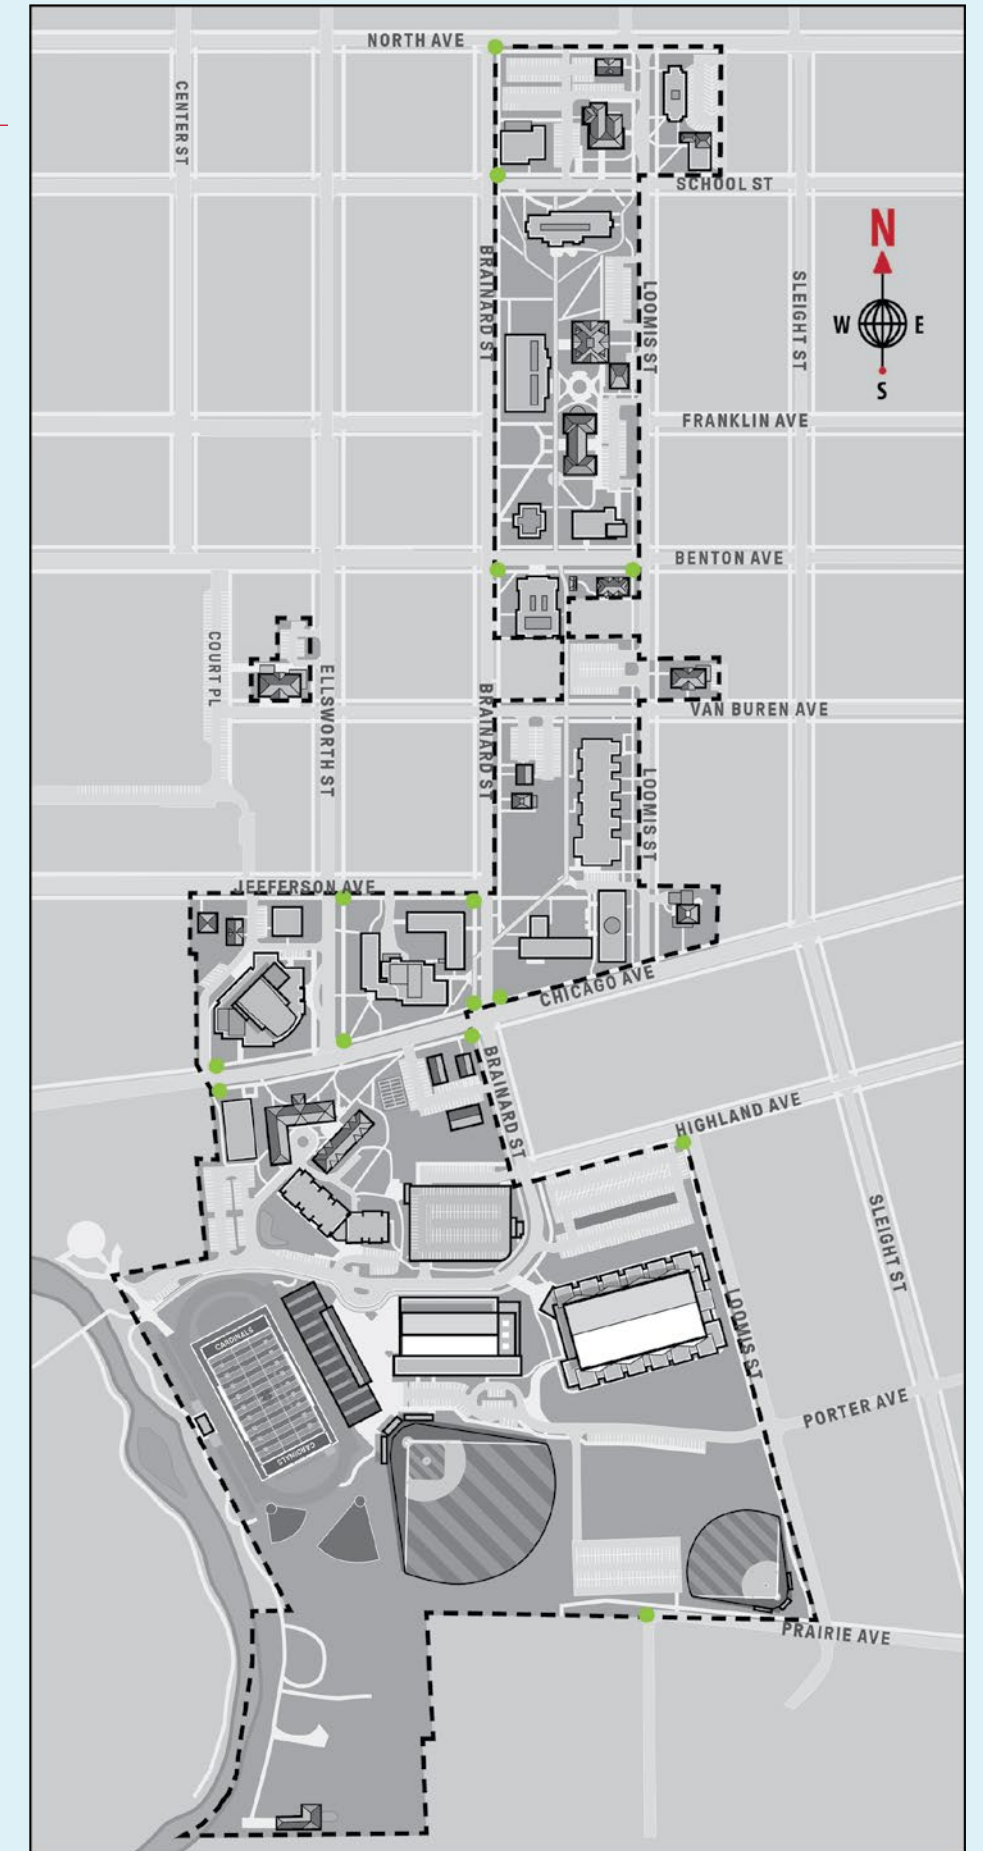 NORTH AVE
CENTER ST
SCHOOL ST
N
W
E
S
BRAINARD ST
LOOMIS ST
SLEIGHT ST
FRANKLIN AVE
BENTON AVE
COURT PL
ELLSWORTH ST
BRAINARD ST
VAN BUREN AVE
LOOMIS ST
JEFFERSON AVE
CHICAGO AVE
BRAINARD ST
HIGHLAND AVE
SLEIGHT ST
LOOMIS ST
CARDINALS
PORTER AVE
CARDINALS
PRAIRIE AVE